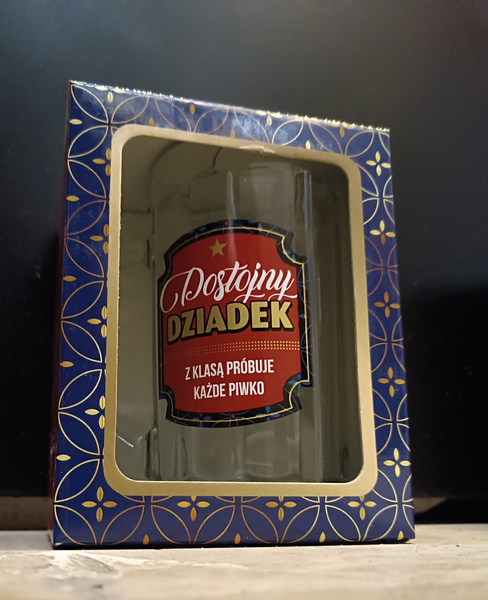 Dostojny
DZIADEK
Z KLASĄ PRÓBUJE
KAŻDE PIWKO